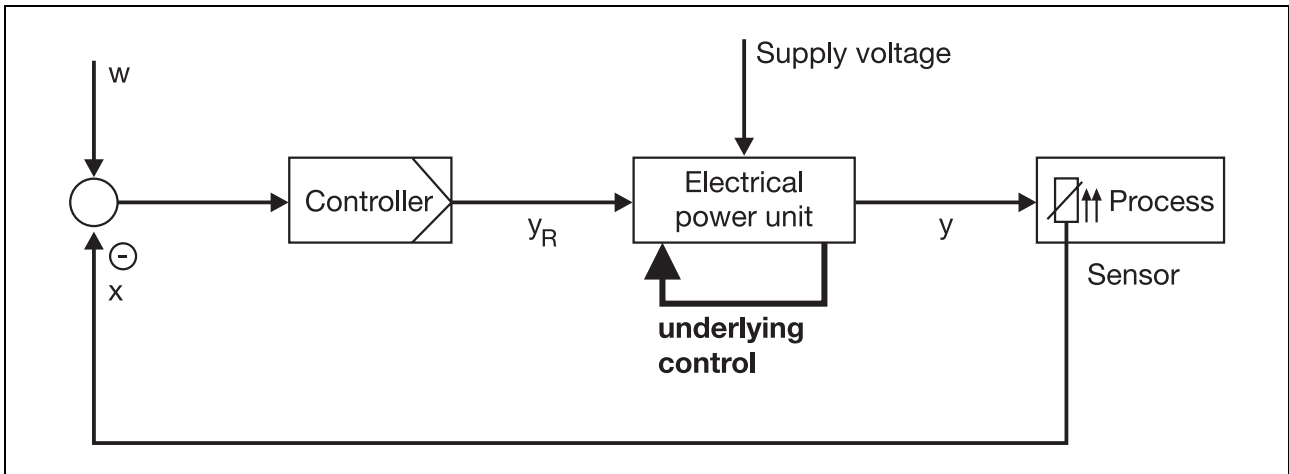 w
Supply voltage
Controller
Electrical
power unit
Process
y_R
y
Sensor
-
x
underlying
control